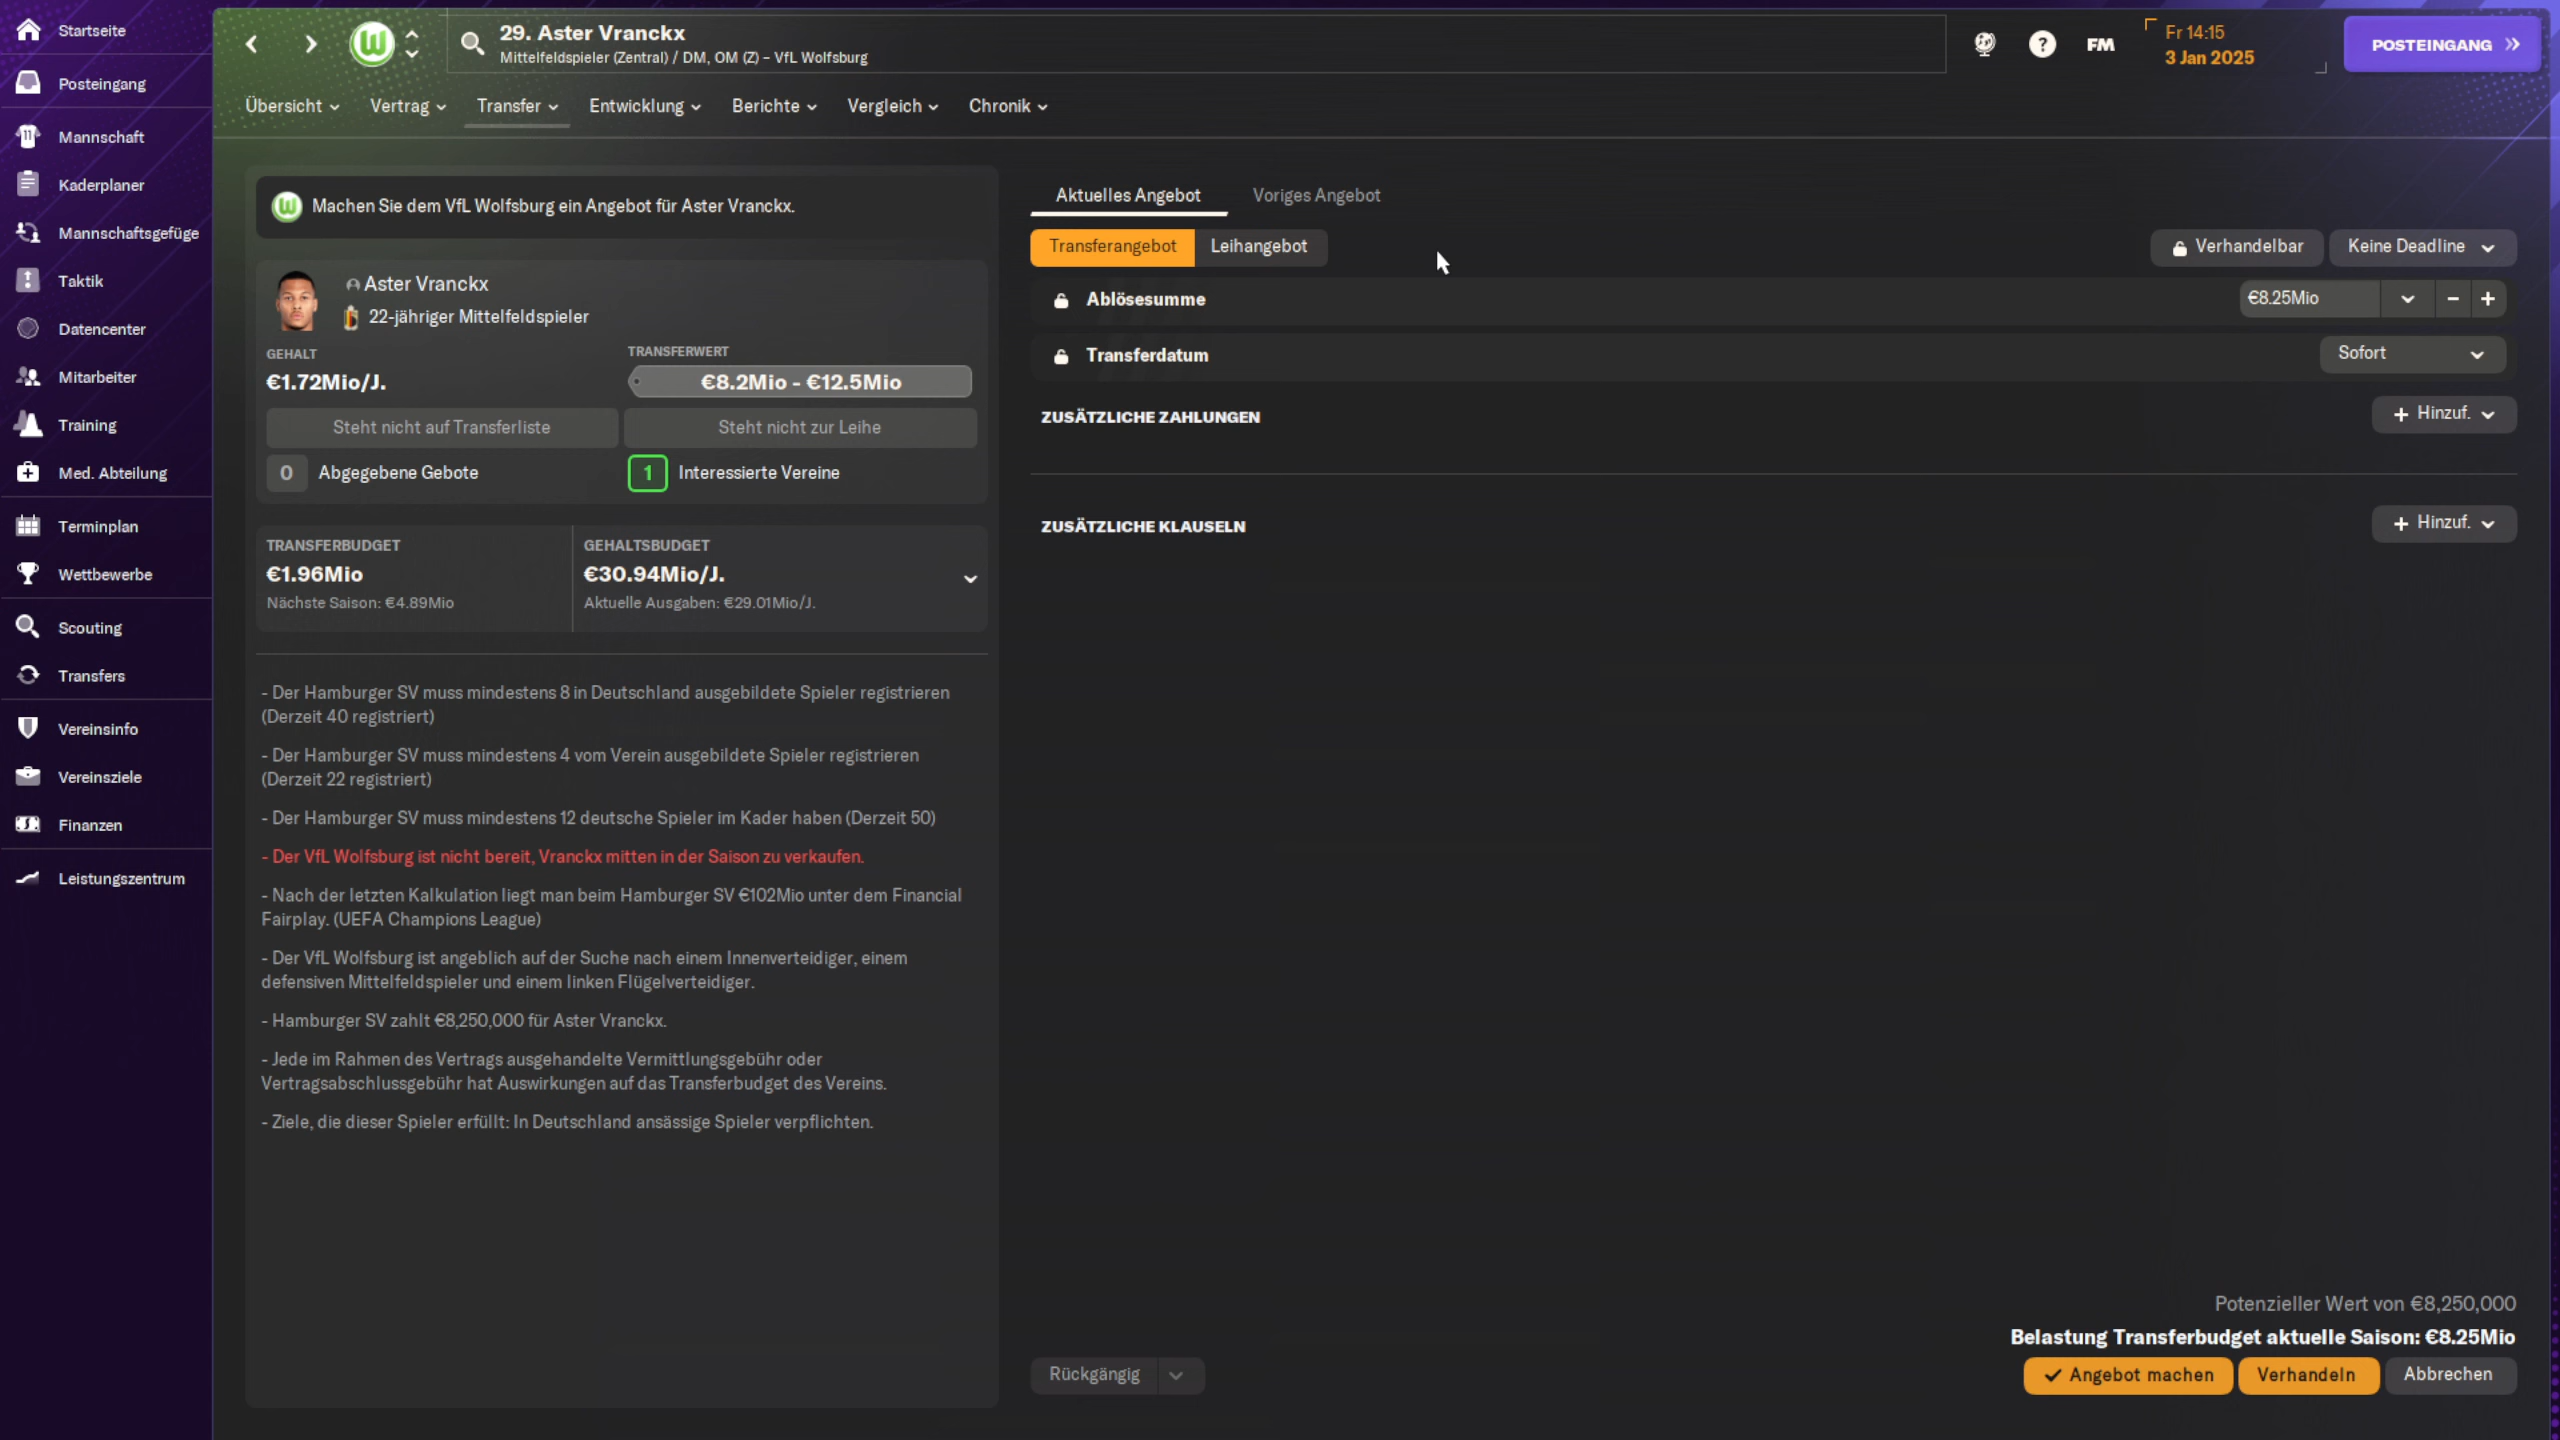 Startseite
Posteingang
Mannschaft
Kaderplaner
Mannschaftsgefüge
Taktik
Datencenter
Mitarbeiter
Training
Med. Abteilung
Terminplan
Wettbewerbe
Scouting
Transfers
Vereinsinfo
Vereinsziele
Finanzen
Leistungszentrum
29. Aster Vranckx
Mittelfeldspieler (Zentral) / DM, OM (Z) - VfL Wolfsburg
FM
Fr 14:15
3 Jan 2025
POSTEINGANG
Übersicht
Vertrag
Transfer
Entwicklung
Berichte
Vergleich
Chronik
Machen Sie dem VfL Wolfsburg ein Angebot für Aster Vranckx.
Aster Vranckx
22-jähriger Mittelfeldspieler
GEHALT
€1.72Mio/J.
TRANSFERWERT
€8.2Mio - €12.5Mio
Steht nicht auf Transferliste
Steht nicht zur Leihe
0 Abgegebene Gebote
1 Interessierte Vereine
TRANSFERBUDGET
€1.96Mio
Nächste Saison: €4.89Mio
GEHALTSBUDGET
€30.94Mio/J.
Aktuelle Ausgaben: €29.01Mio/J.
- Der Hamburger SV muss mindestens 8 in Deutschland ausgebildete Spieler registrieren
(Derzeit 40 registriert)
- Der Hamburger SV muss mindestens 4 vom Verein ausgebildete Spieler registrieren
(Derzeit 22 registriert)
- Der Hamburger SV muss mindestens 12 deutsche Spieler im Kader haben (Derzeit 50)
- Der VfL Wolfsburg ist nicht bereit, Vranckx mitten in der Saison zu verkaufen.
- Nach der letzten Kalkulation liegt man beim Hamburger SV €102Mio unter dem Financial
Fairplay. (UEFA Champions League)
- Der VfL Wolfsburg ist angeblich auf der Suche nach einem Innenverteidiger, einem
defensiven Mittelfeldspieler und einem linken Flügelverteidiger.
- Hamburger SV zahlt €8,250,000 für Aster Vranckx.
- Jede im Rahmen des Vertrags ausgehandelte Vermittlungsgebühr oder
Vertragsabschlussgebühr hat Auswirkungen auf das Transferbudget des Vereins.
- Ziele, die dieser Spieler erfüllt: In Deutschland ansässige Spieler verpflichten.
Aktuelles Angebot
Voriges Angebot
Transferangebot
Leihangebot
Verhandelbar
Keine Deadline
Ablösesumme
€8.25Mio
Transferdatum
Sofort
ZUSÄTZLICHE ZAHLUNGEN
+ Hinzuf.
ZUSÄTZLICHE KLAUSELN
+ Hinzuf.
Potenzieller Wert von €8,250,000
Belastung Transferbudget aktuelle Saison: €8.25Mio
Rückgängig
Angebot machen
Verhandeln
Abbrechen